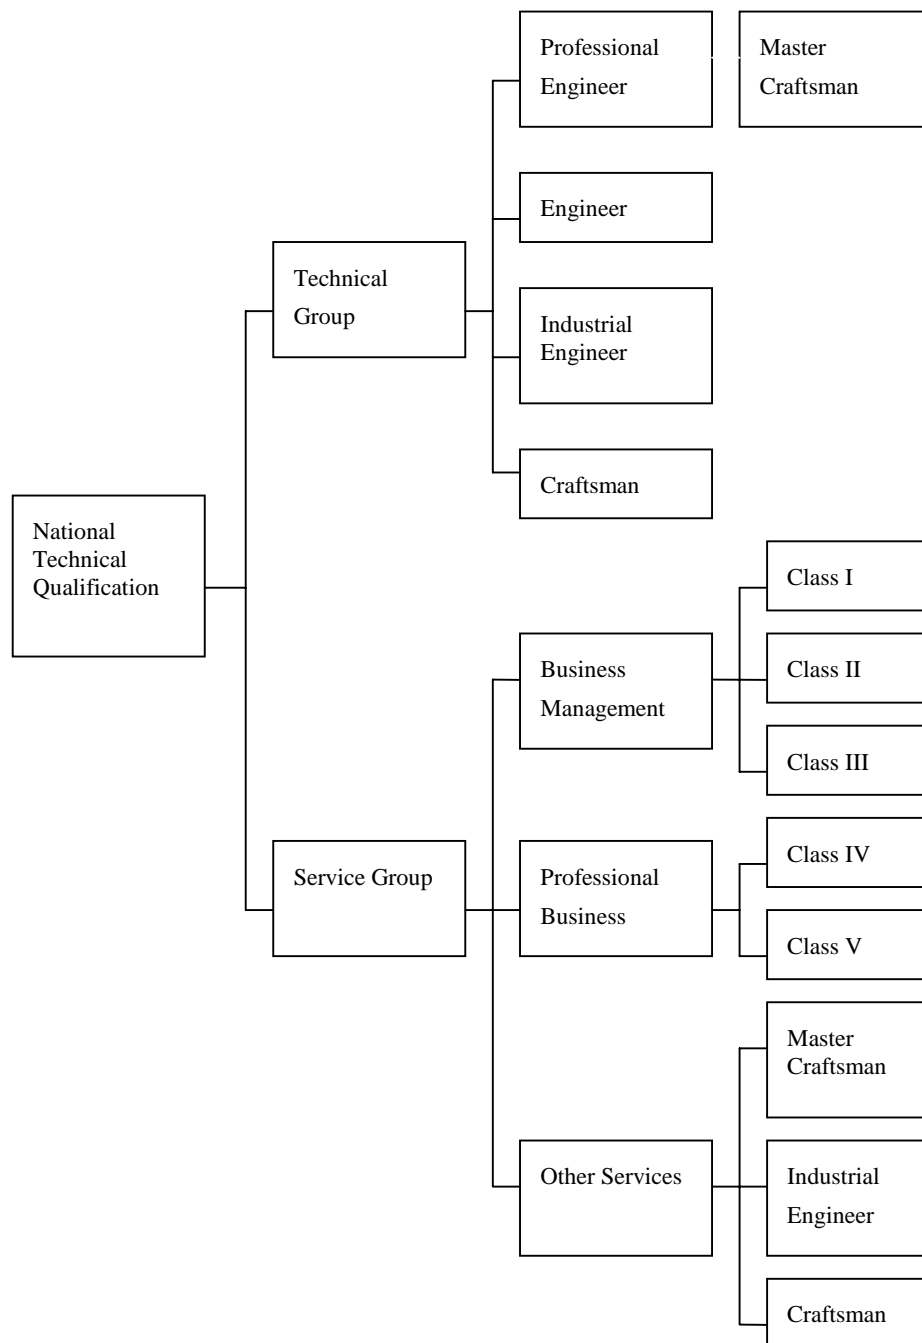 Professional
Engineer
Master
Craftsman
Engineer
Technical
Group
Industrial
Engineer
Craftsman
National
Technical
Qualification
Class I
Business
Management
Class II
Class III
Service Group
Professional
Business
Class IV
Class V
Master
Craftsman
Other Services
Industrial
Engineer
Craftsman